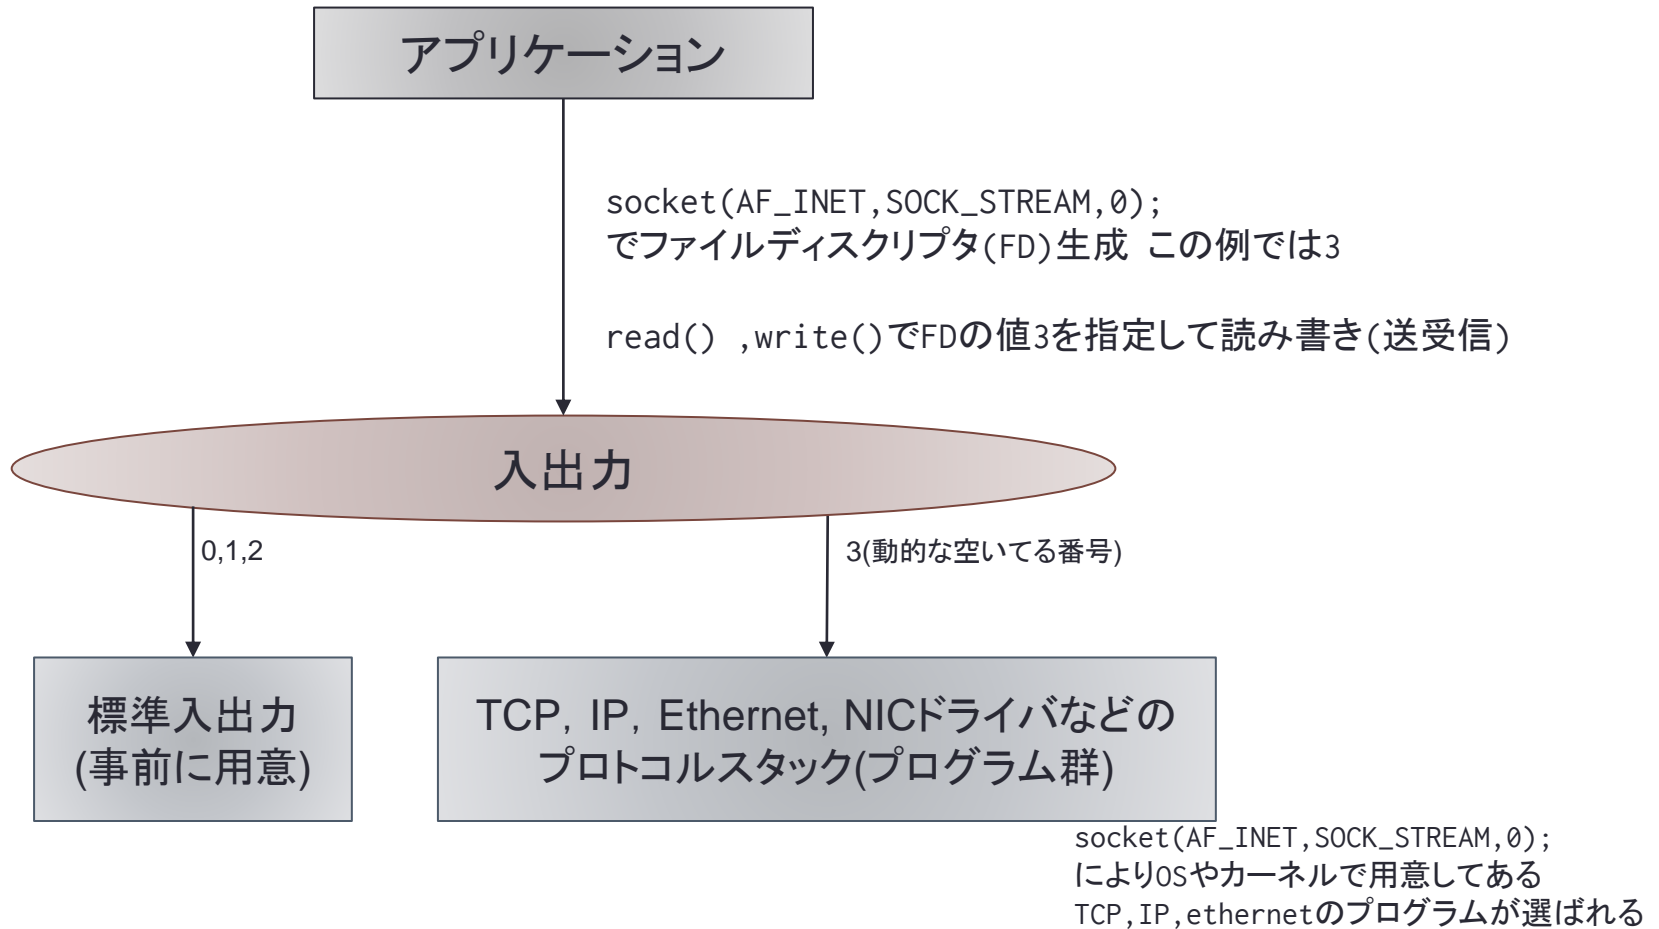 アプリケーション
socket(AF_INET,SOCK_STREAM,0);
でファイルディスクリプタ(FD)生成 この例では3
read() ,write()でFDの値3を指定して読み書き(送受信)
入出力
0,1,2
3(動的な空いてる番号)
標準入出力
(事前に用意)
TCP, IP, Ethernet, NICドライバなどの
プロトコルスタック(プログラム群)
socket(AF_INET,SOCK_STREAM,0);
によりOSやカーネルで用意してある
TCP,IP,ethernetのプログラムが選ばれる